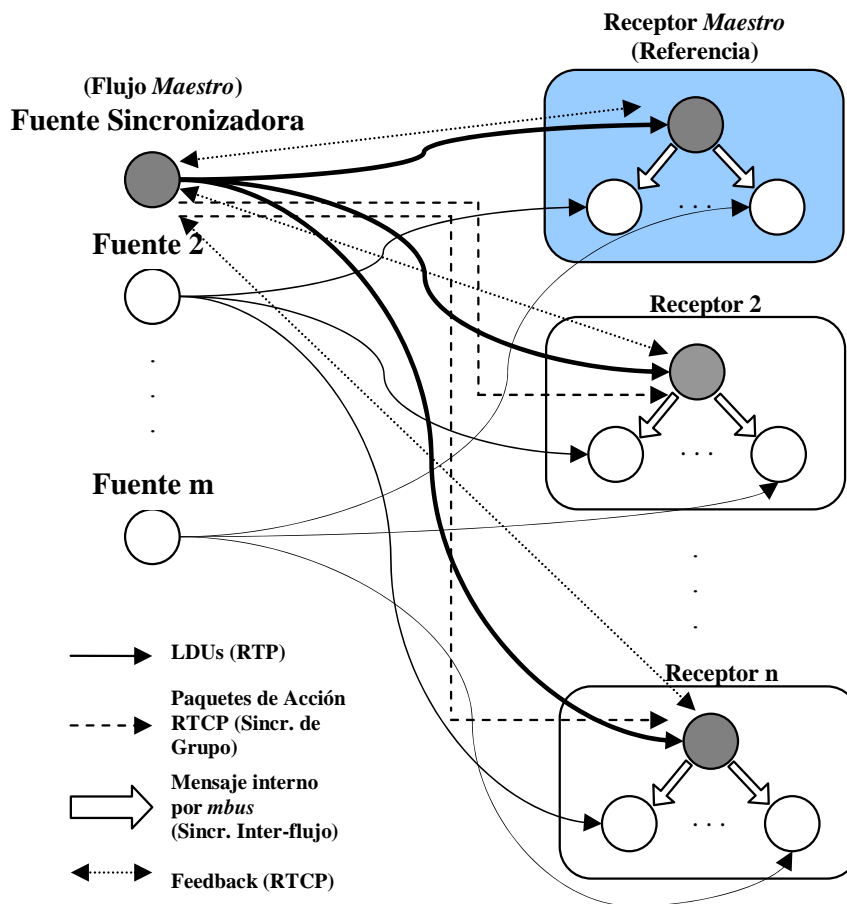 Receptor Maestro
(Referencia)
(Flujo Maestro)
Fuente Sincronizadora
. . .
Fuente 2
Receptor 2
. . .
Fuente m
LDUs (RTP)
Receptor n
Paquetes de Acción
RTCP (Sincr. de
Grupo)
Mensaje interno
por mbus
(Sincr. Inter-flujo)
. . .
Feedback (RTCP)